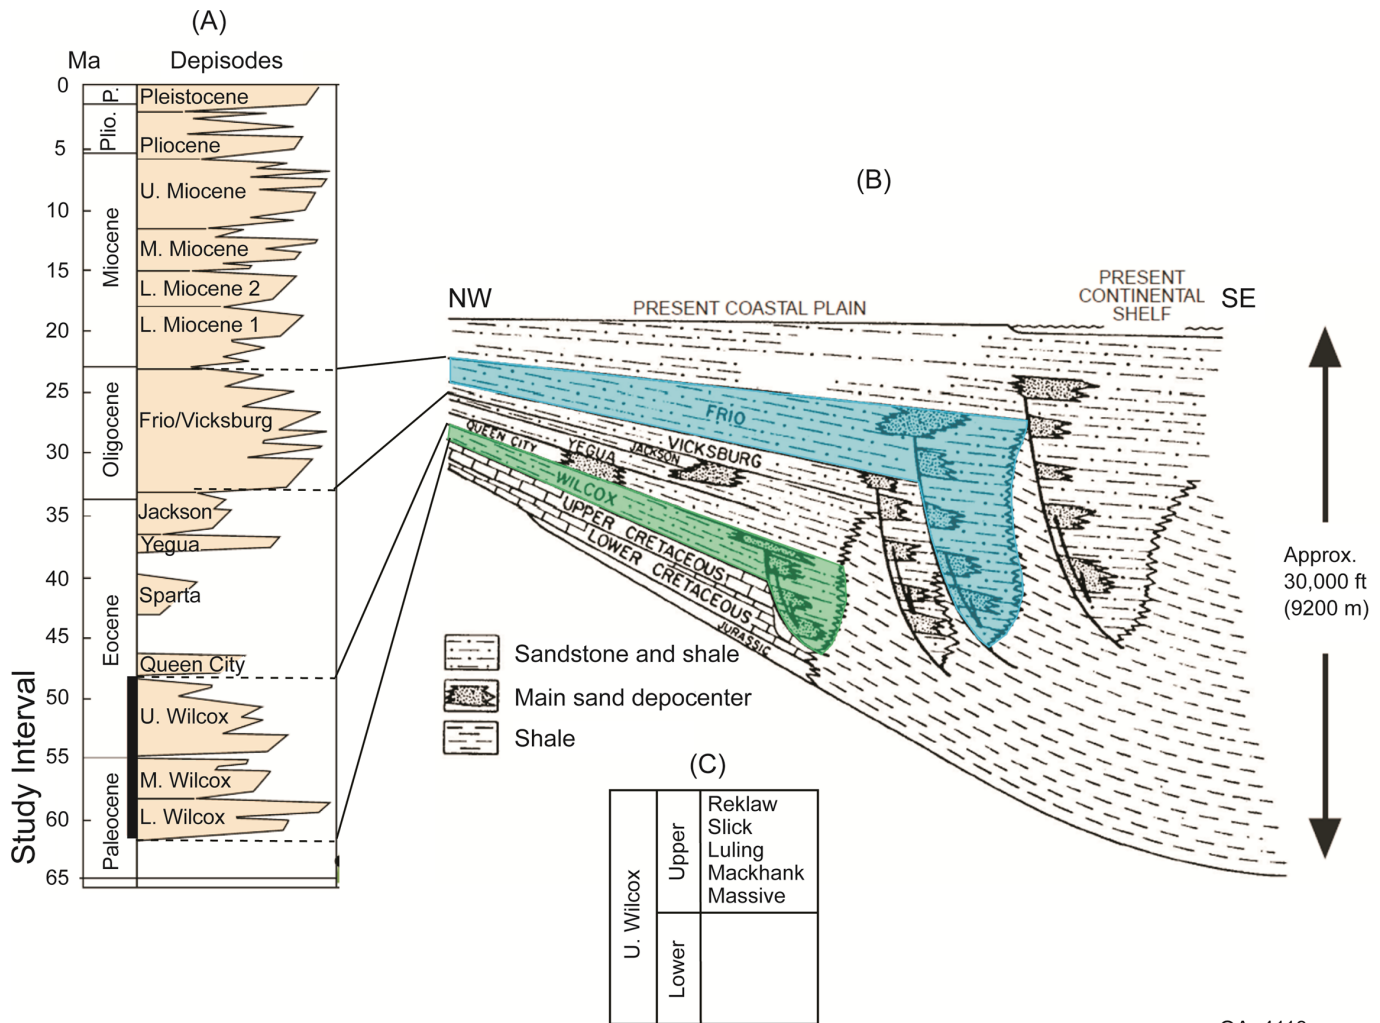 (A)
Ma
Depisodes
0
5
10
15
20
25
30
35
40
45
50
55
60
65
P.
Plio.
Miocene
Oligocene
Eocene
Paleocene
Study Interval
Pleistocene
Pliocene
U. Miocene
M. Miocene
L. Miocene 2
L. Miocene 1
Frio/Vicksburg
Jackson
Yegua
Sparta
Queen City
U. Wilcox
M. Wilcox
L. Wilcox
(B)
NW
PRESENT COASTAL PLAIN
PRESENT
CONTINENTAL
SHELF
SE
FRIO
VICKSBURG
JACKSON
YEGUA
QUEEN CITY
WILCOX
UPPER CRETACEOUS
LOWER CRETACEOUS
JURASSIC
Approx.
30,000 ft
(9200 m)
Sandstone and shale
Main sand depocenter
Shale
(C)
U. Wilcox
Upper
Reklaw
Slick
Luling
Mackhank
Massive
Lower